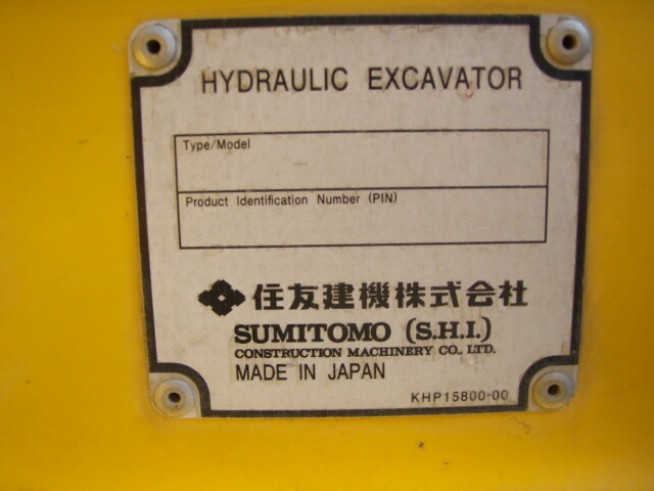 HYDRAULIC EXCAVATOR
Type/Model
Product Identification Number (PIN)
住友建機株式会社
SUMITOMO (S.H.I.)
CONSTRUCTION MACHINERY CO., LTD.
MADE IN JAPAN
KHP15800-00